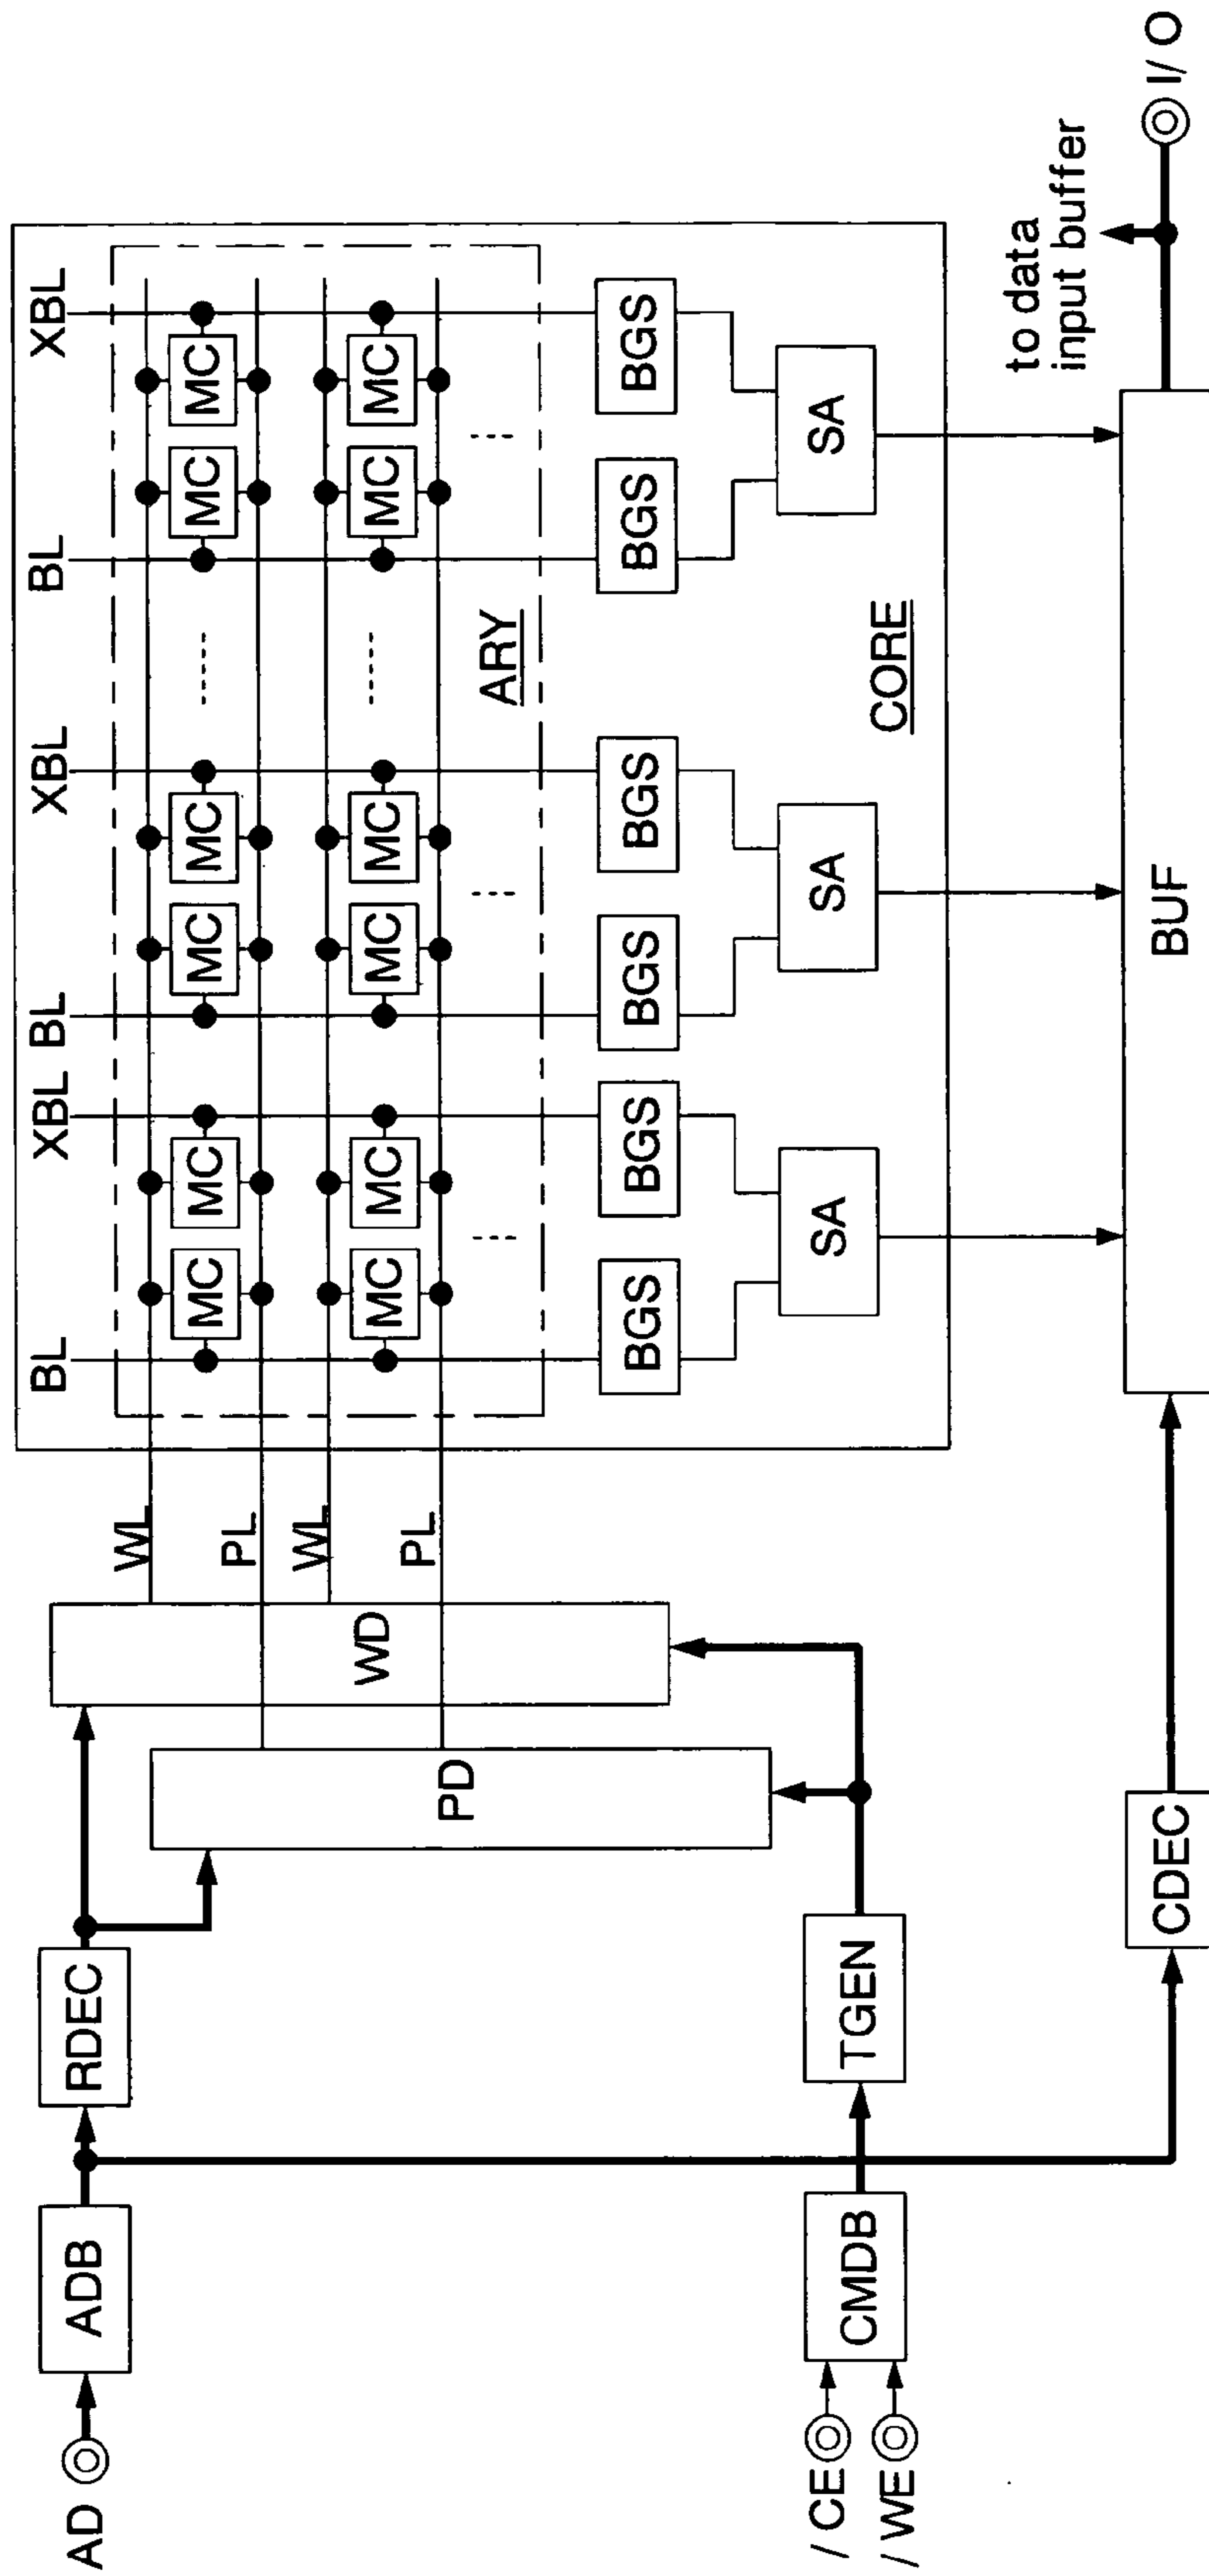 BL XBL BL XBL BL XBL
WL
MC MC MC MC MC MC
PL
WL
MC MC MC MC MC MC
PL
ARY
BGS BGS BGS BGS BGS BGS
SA SA SA
CORE
AD
ADB
RDEC
WD
PD
/ CE
/ WE
CMDB
TGEN
CDEC
BUF
to data
input buffer
I/O